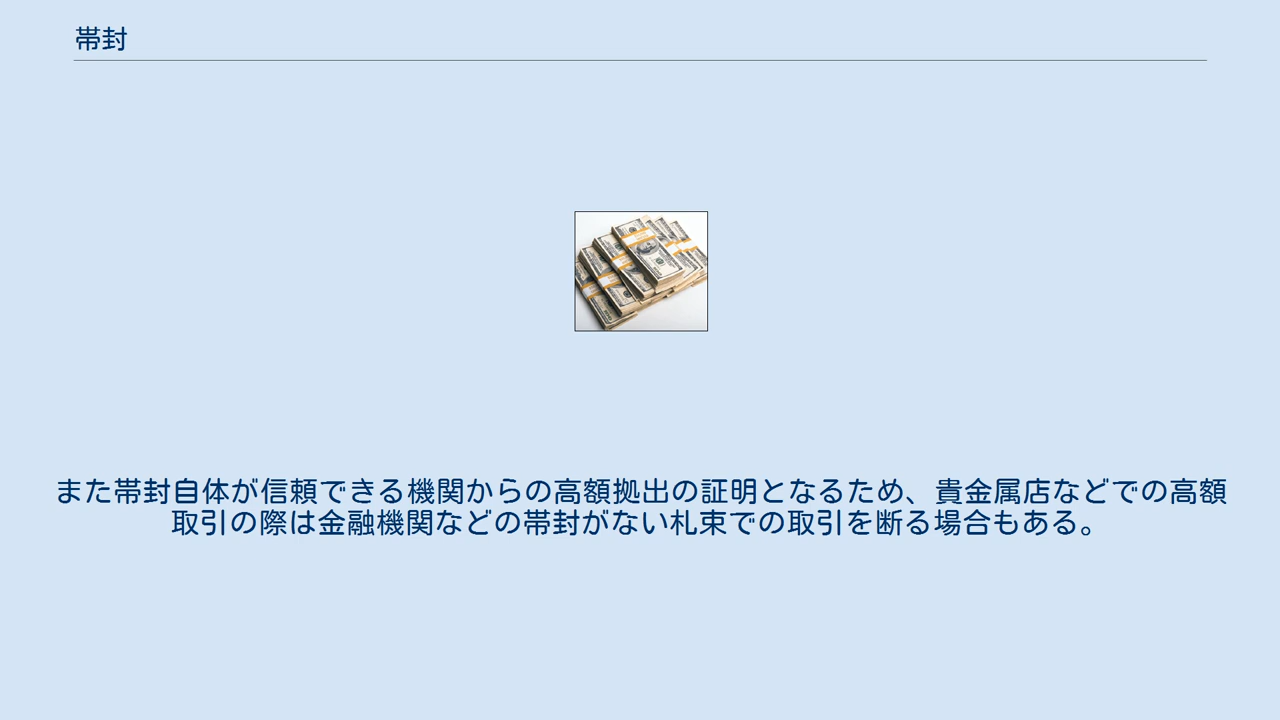 帯封
また帯封自体が信頼できる機関からの高額拠出の証明となるため、貴金属店などでの高額
取引の際は金融機関などの帯封がない札束での取引を断る場合もある。